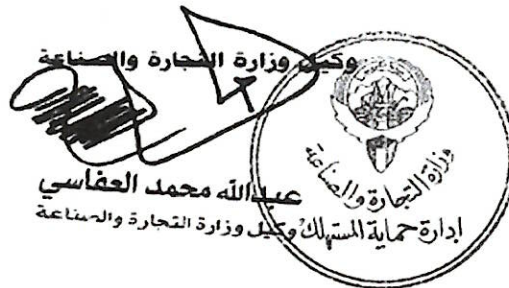 وكيل وزارة التجارة والصناعة
عبدالله محمد العفاسي
وكيل وزارة التجارة والصناعة
وزارة التجارة والصناعة
إدارة حماية المستهلك